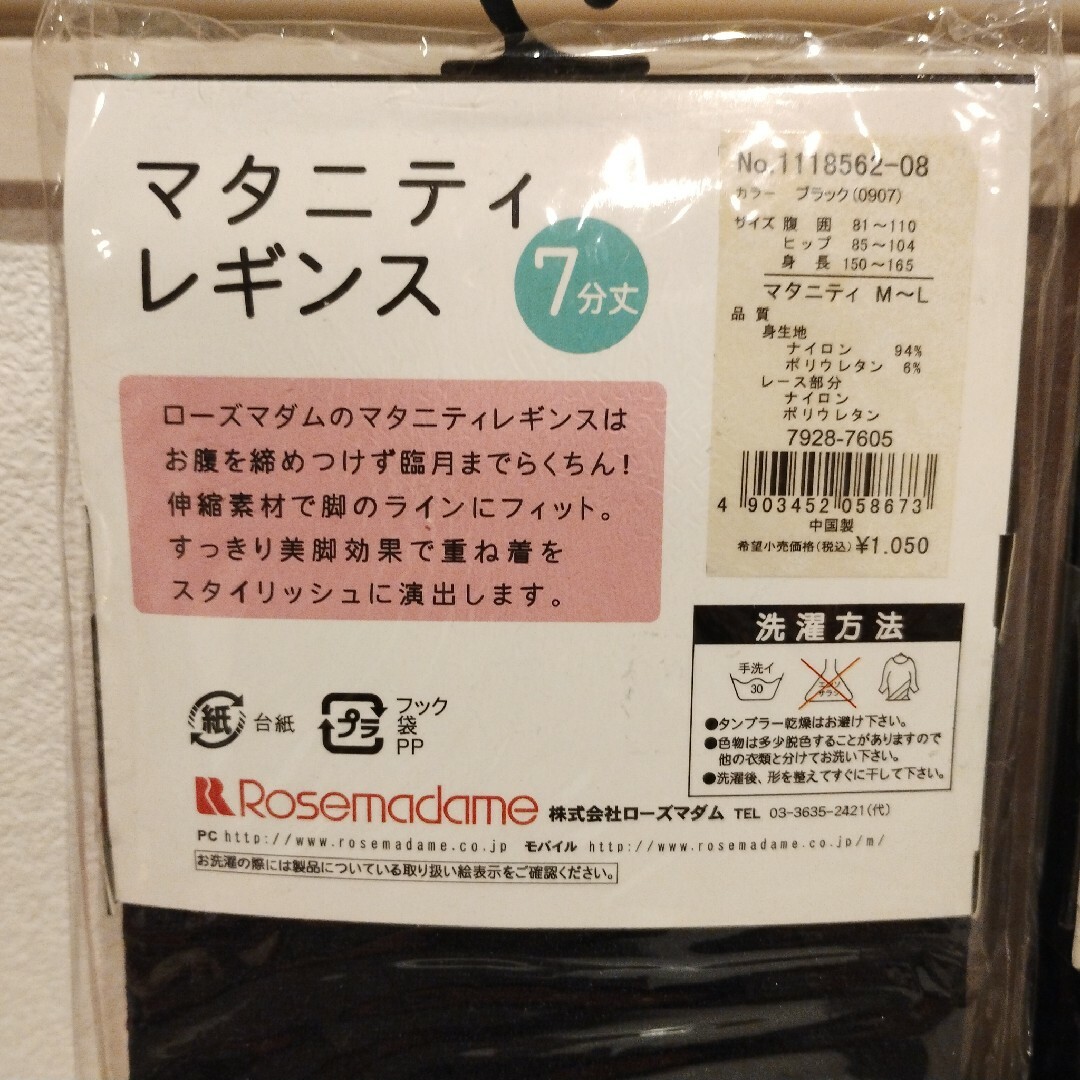 マタニティ
レギンス
7分丈
ローズマダムのマタニティレギンスは
お腹を締めつけず臨月までらくちん!
伸縮素材で脚のラインにフィット。
すっきり美脚効果で重ね着を
スタイリッシュに演出します。
No.1118562-08
カラー ブラック(0907)
サイズ 腹囲 81～110
ヒップ 85～104
身長 150～165
マタニティ M～L
品質
身生地
ナイロン 94%
ポリウレタン 6%
レース部分
ナイロン
ポリウレタン
7928-7605
4 903452 058673
中国製
希望小売価格(税込)¥1.050
洗濯方法
手洗イ
30
エンソ
サラシ
●タンブラー乾燥はお避け下さい。
●色物は多少脱色することがありますので
他の衣類と分けてお洗い下さい。
●洗濯後、形を整えてすぐに干して下さい。
紙 台紙
プラ フック
袋
PP
Rosemadame 株式会社ローズマダム TEL 03-3635-2421(代)
PC http://www.rosemadame.co.jp モバイル http://www.rosemadame.co.jp/m/
お洗濯の際には製品についている取り扱い絵表示をご確認ください。